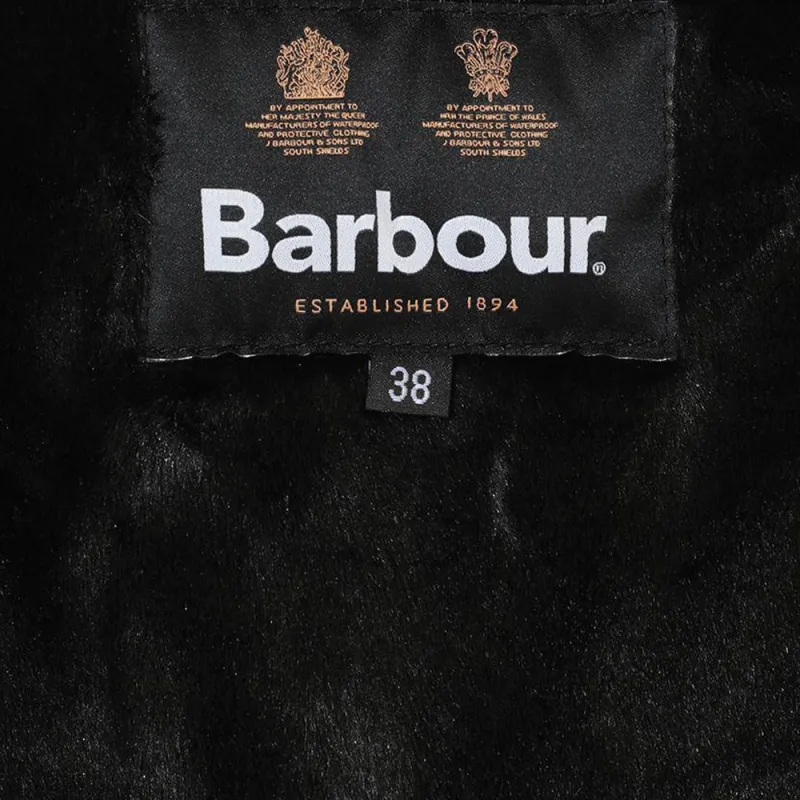 BY APPOINTMENT TO
HER MAJESTY THE QUEEN
MANUFACTURERS OF WATERPROOF
AND PROTECTIVE CLOTHING
J BARBOUR & SONS LTD
SOUTH SHIELDS
BY APPOINTMENT TO
HRH THE PRINCE OF WALES
MANUFACTURERS OF WATERPROOF
AND PROTECTIVE CLOTHING
J BARBOUR & SONS LTD
SOUTH SHIELDS
Barbour®
ESTABLISHED 1894
38